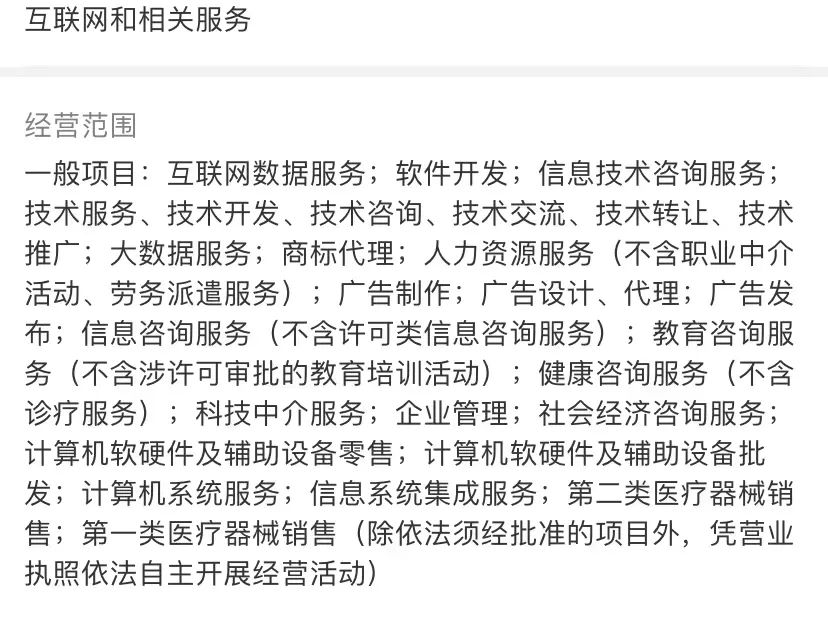 互联网和相关服务
经营范围
一般项目：互联网数据服务；软件开发；信息技术咨询服务；
技术服务、技术开发、技术咨询、技术交流、技术转让、技术
推广；大数据服务；商标代理；人力资源服务（不含职业中介
活动、劳务派遣服务）；广告制作；广告设计、代理；广告发
布；信息咨询服务（不含许可类信息咨询服务）；教育咨询服
务（不含涉许可审批的教育培训活动）；健康咨询服务（不含
诊疗服务）；科技中介服务；企业管理；社会经济咨询服务；
计算机软硬件及辅助设备零售；计算机软硬件及辅助设备批
发；计算机系统服务；信息系统集成服务；第二类医疗器械销
售；第一类医疗器械销售（除依法须经批准的项目外，凭营业
执照依法自主开展经营活动）